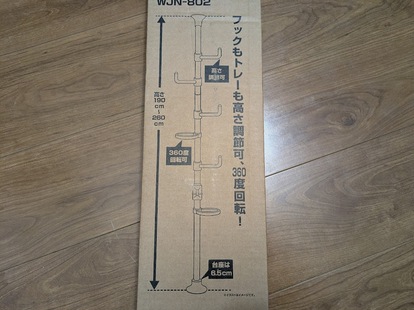 WJN-802
フックもトレーも高さ調節可、360度回転！
高さ
調節可
高さ
190
cm
～
260
cm
360度
回転可
台座は
6.5cm